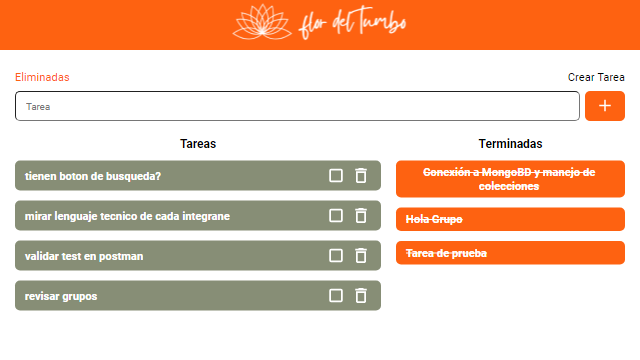 flor del Tumbo
Eliminadas
Crear Tarea
Tarea
+
Tareas
Terminadas
tienen boton de busqueda?
mirar lenguaje tecnico de cada integrane
validar test en postman
revisar grupos
Conexión a MongoBD y manejo de
colecciones
Hola Grupo
Tarea de prueba